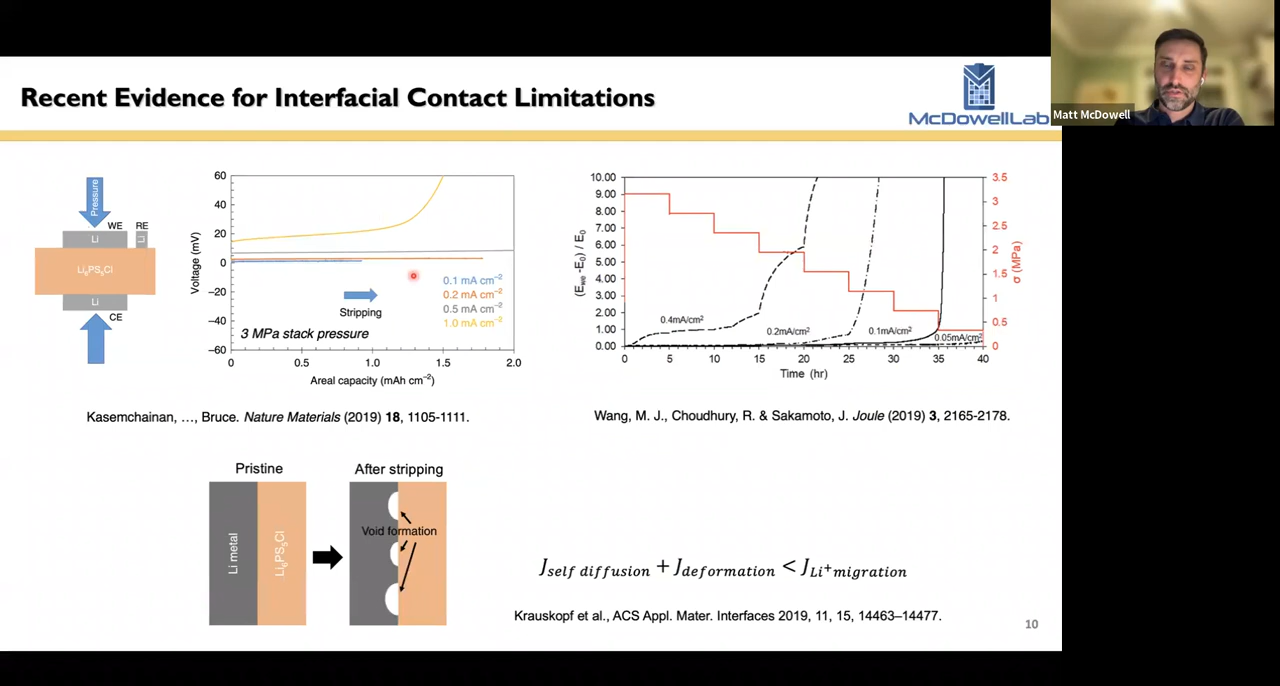 Recent Evidence for Interfacial Contact Limitations
McDowellLab
Matt McDowell
Pressure
WE
RE
Li
Li
Li₆PS₅Cl
Li
CE
60
40
20
0
−20
−40
−60
Voltage (mV)
0.1 mA cm⁻²
0.2 mA cm⁻²
0.5 mA cm⁻²
1.0 mA cm⁻²
Stripping
3 MPa stack pressure
0
0.5
1.0
1.5
2.0
Areal capacity (mAh cm⁻²)
Kasemchainan, …, Bruce. Nature Materials (2019) 18, 1105-1111.
10.00
9.00
8.00
7.00
6.00
5.00
4.00
3.00
2.00
1.00
0.00
(E_we -E₀) / E₀
0.4mA/cm²
0.2mA/cm²
0.1mA/cm²
0.05mA/cm²
3.5
3
2.5
2
1.5
1
0.5
0
σ (MPa)
0
5
10
15
20
25
30
35
40
Time (hr)
Wang, M. J., Choudhury, R. & Sakamoto, J. Joule (2019) 3, 2165-2178.
Pristine
After stripping
Li metal
Li₆PS₅Cl
Void formation
J_self diffusion + J_deformation < J_Li⁺migration
Krauskopf et al., ACS Appl. Mater. Interfaces 2019, 11, 15, 14463–14477.
10